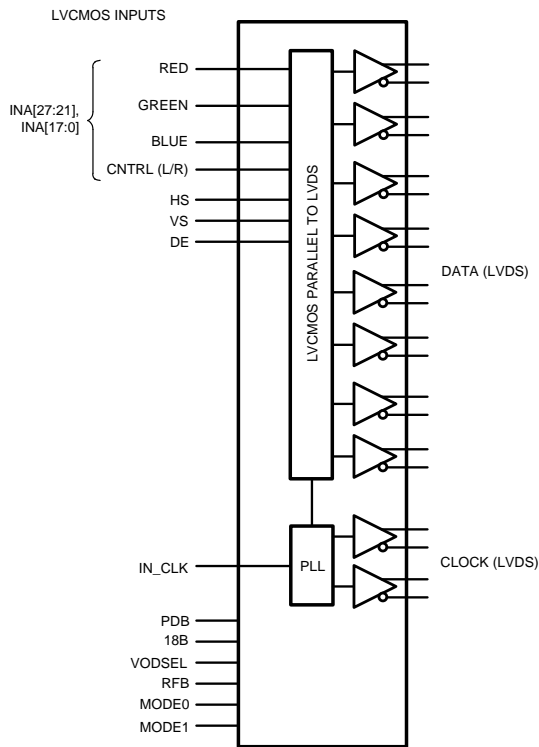 LVCMOS INPUTS
RED
GREEN
INA[27:21],
INA[17:0]
BLUE
CNTRL (L/R)
HS
VS
DE
LVCMOS PARALLEL TO LVDS
DATA (LVDS)
IN_CLK
PLL
CLOCK (LVDS)
PDB
18B
VODSEL
RFB
MODE0
MODE1